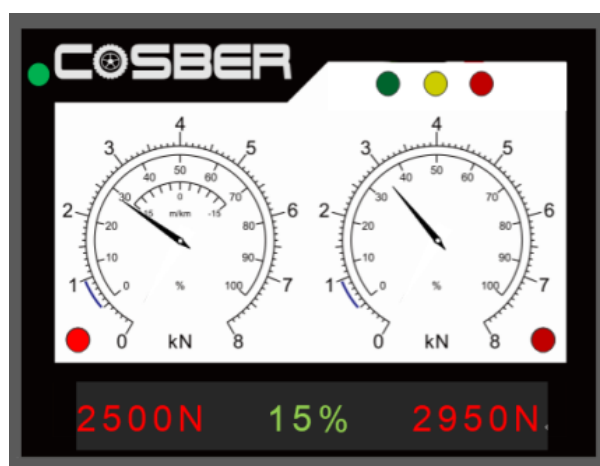 COSBER
4 4
3 5 3 5
50 50
40 60 40 60
30 70 30 70
0
15 m/km -15
2 6 2 6
20 80 20 80
10 90 10 90
1 7 1 7
0 % 100 0 % 100
0 kN 8 0 kN 8
2500N 15% 2950N